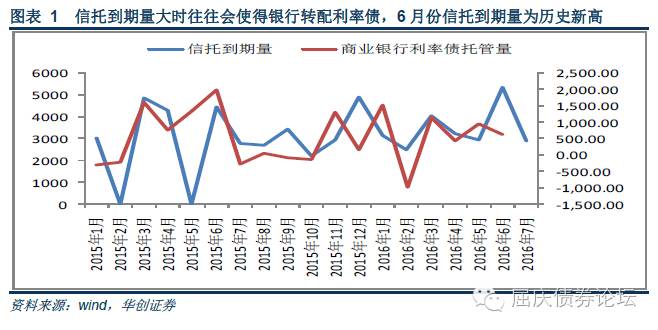 图表 1 信托到期量大时往往会使得银行转配利率债，6 月份信托到期量为历史新高
信托到期量 商业银行利率债托管量
6000
5000
4000
3000
2000
1000
0
2,500.00
2,000.00
1,500.00
1,000.00
500.00
0.00
-500.00
-1,000.00
-1,500.00
2015年1月
2015年2月
2015年3月
2015年4月
2015年5月
2015年6月
2015年7月
2015年8月
2015年9月
2015年10月
2015年11月
2015年12月
2016年1月
2016年2月
2016年3月
2016年4月
2016年5月
2016年6月
2016年7月
资料来源：wind，华创证券
屈庆债券论坛